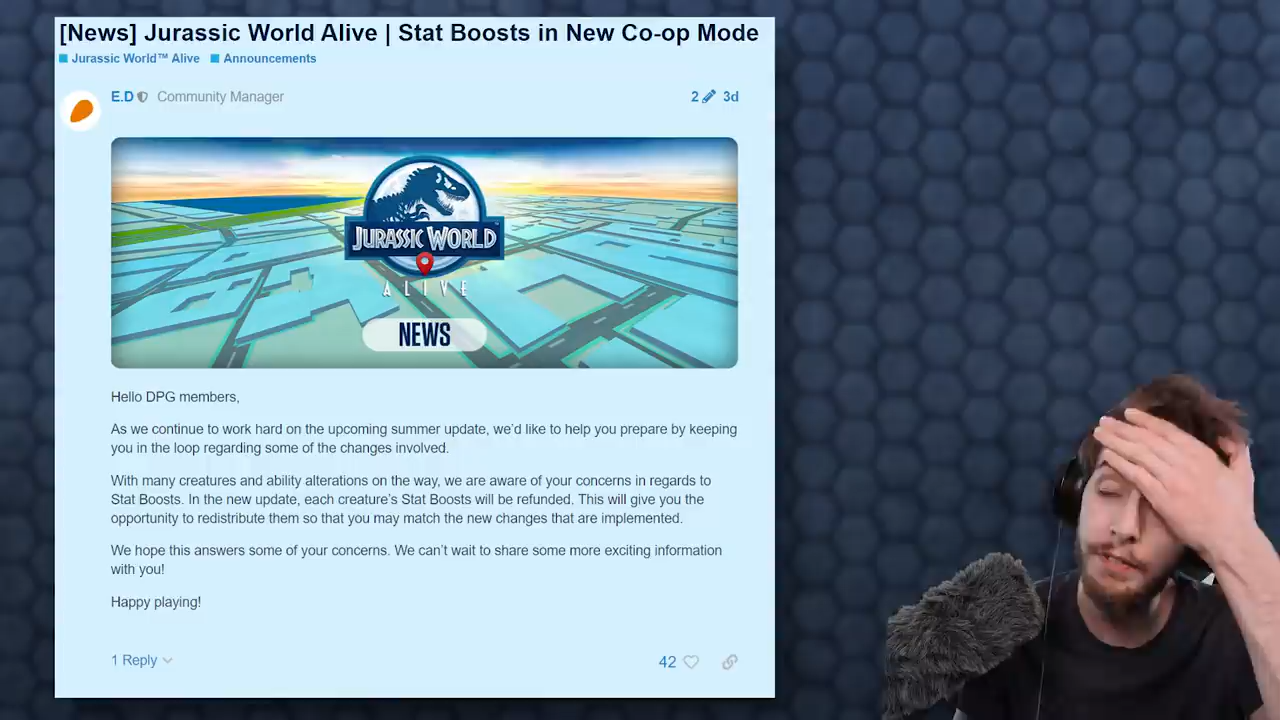 [News] Jurassic World Alive | Stat Boosts in New Co-op Mode
Jurassic World™ Alive Announcements
E.D Community Manager 2 3d
JURASSIC WORLD
ALIVE
NEWS
Hello DPG members,
As we continue to work hard on the upcoming summer update, we'd like to help you prepare by keeping
you in the loop regarding some of the changes involved.
With many creatures and ability alterations on the way, we are aware of your concerns in regards to
Stat Boosts. In the new update, each creature's Stat Boosts will be refunded. This will give you the
opportunity to redistribute them so that you may match the new changes that are implemented.
We hope this answers some of your concerns. We can't wait to share some more exciting information
with you!
Happy playing!
1 Reply 42